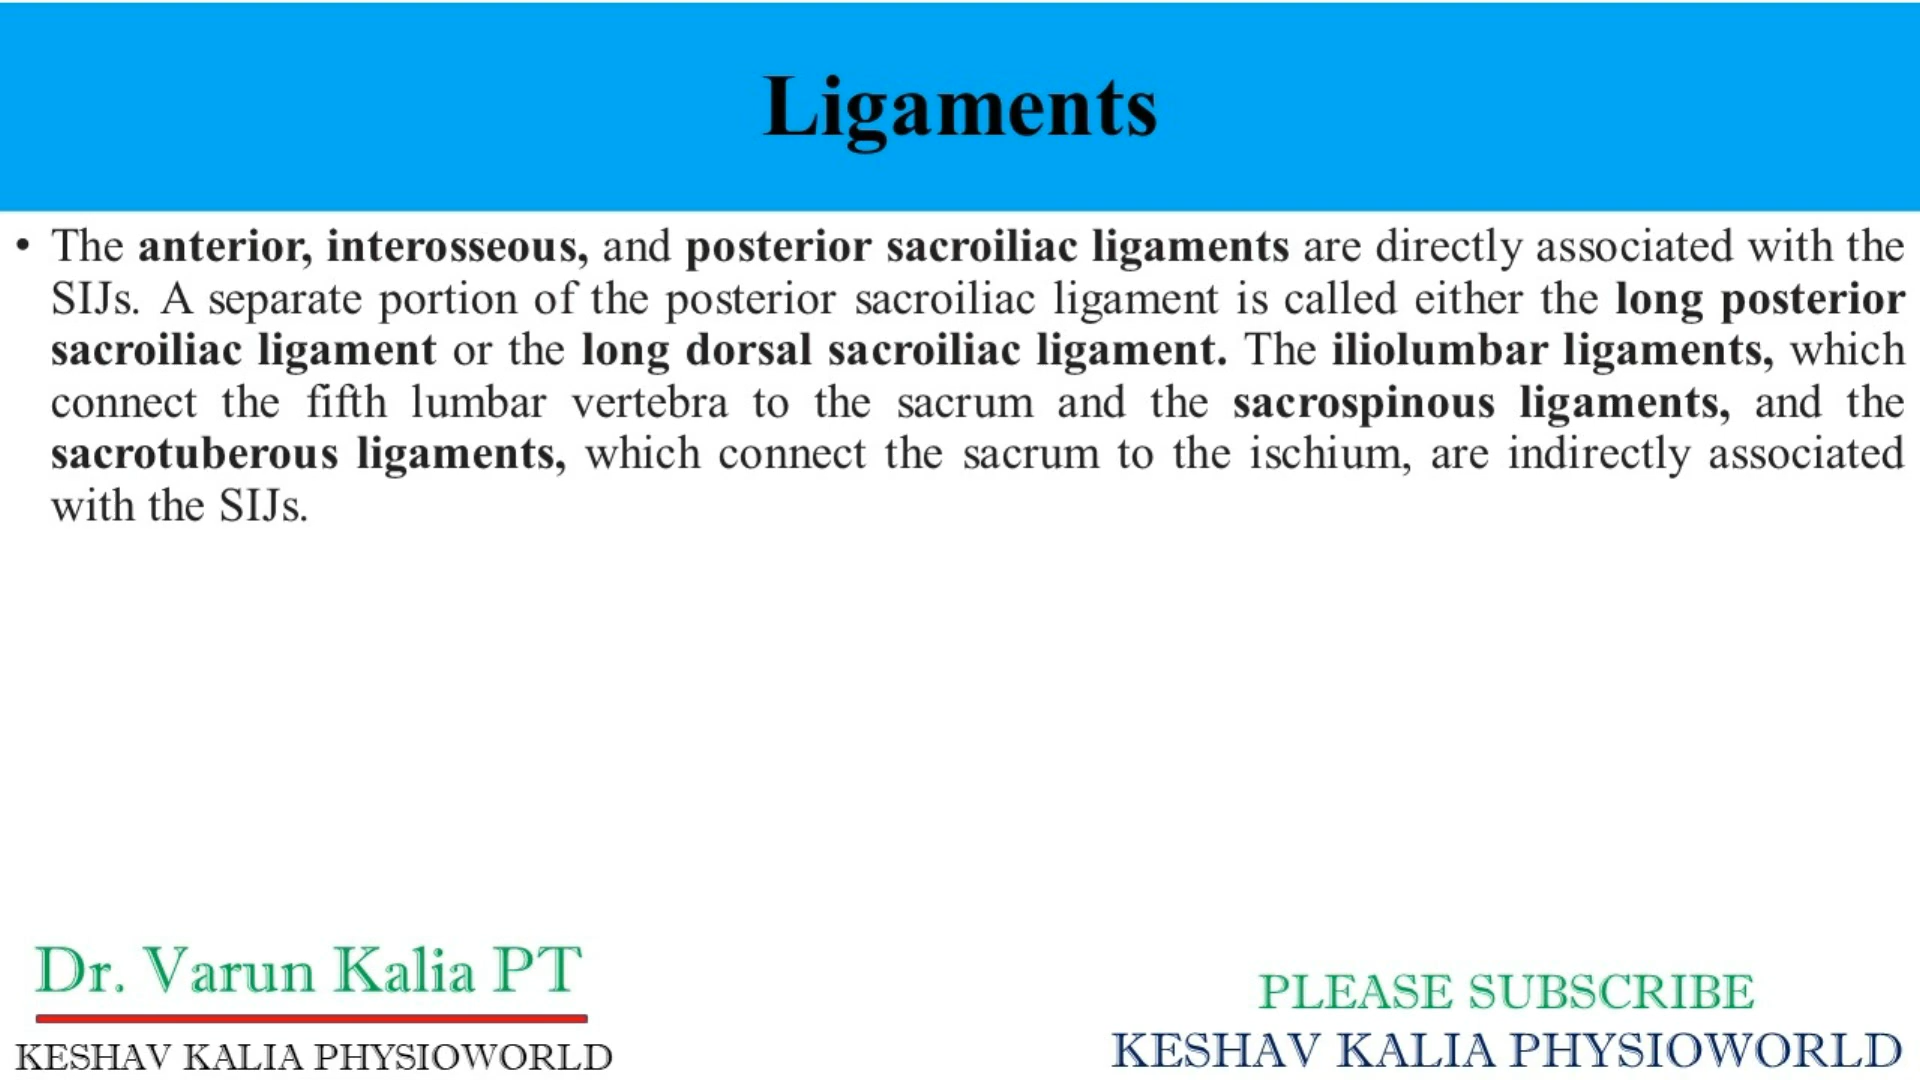 Ligaments
• The anterior, interosseous, and posterior sacroiliac ligaments are directly associated with the
SIJs. A separate portion of the posterior sacroiliac ligament is called either the long posterior
sacroiliac ligament or the long dorsal sacroiliac ligament. The iliolumbar ligaments, which
connect the fifth lumbar vertebra to the sacrum and the sacrospinous ligaments, and the
sacrotuberous ligaments, which connect the sacrum to the ischium, are indirectly associated
with the SIJs.
Dr. Varun Kalia PT
KESHAV KALIA PHYSIOWORLD
PLEASE SUBSCRIBE
KESHAV KALIA PHYSIOWORLD